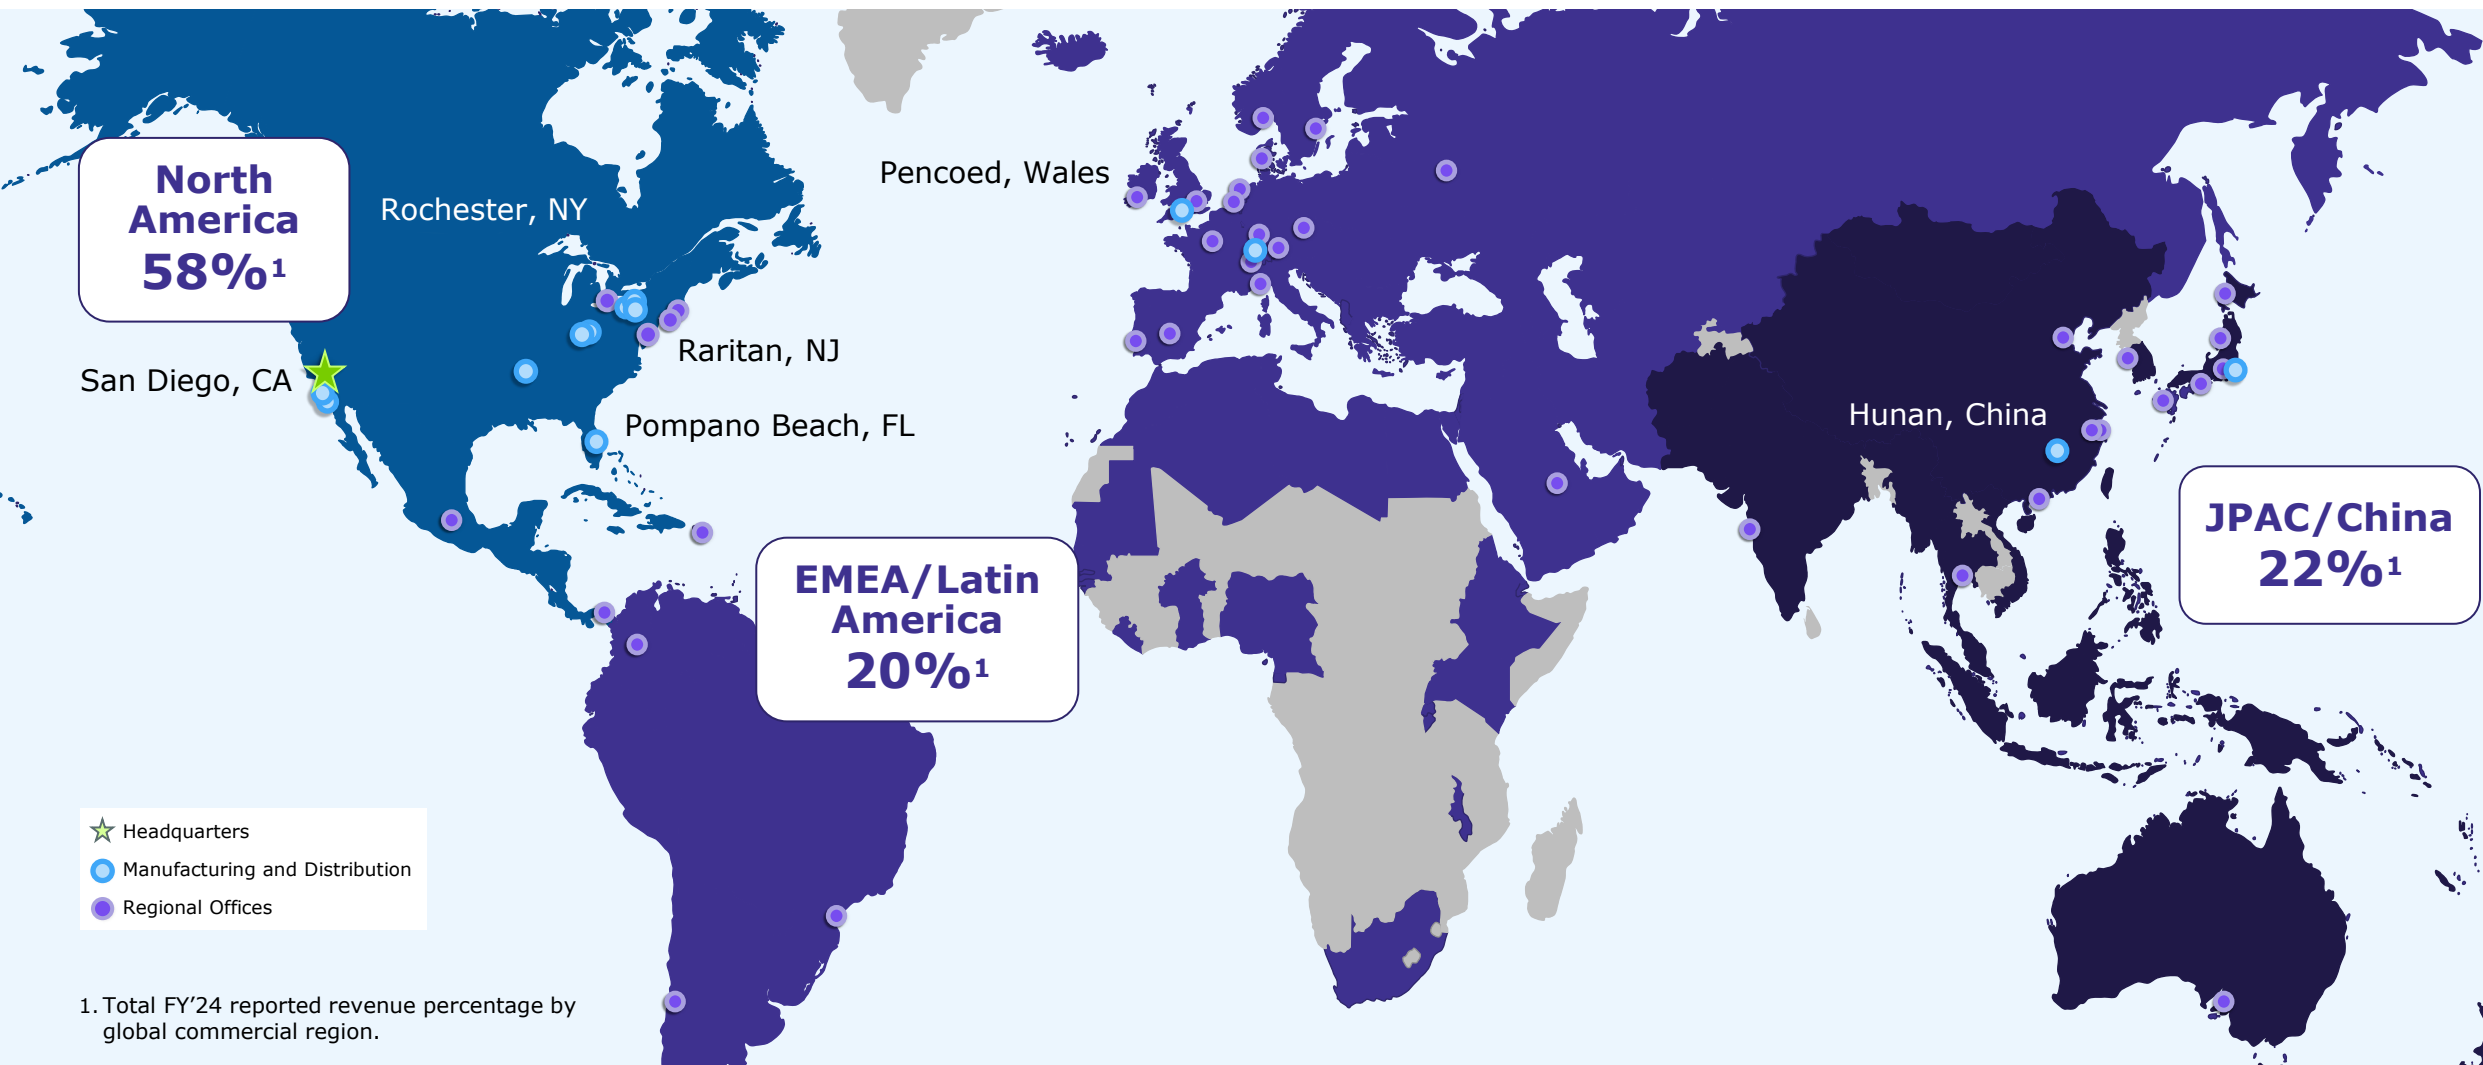 North
America
58%¹
Rochester, NY
San Diego, CA
Raritan, NJ
Pompano Beach, FL
Pencoed, Wales
EMEA/Latin
America
20%¹
Hunan, China
JPAC/China
22%¹
Headquarters
Manufacturing and Distribution
Regional Offices
1. Total FY’24 reported revenue percentage by
global commercial region.